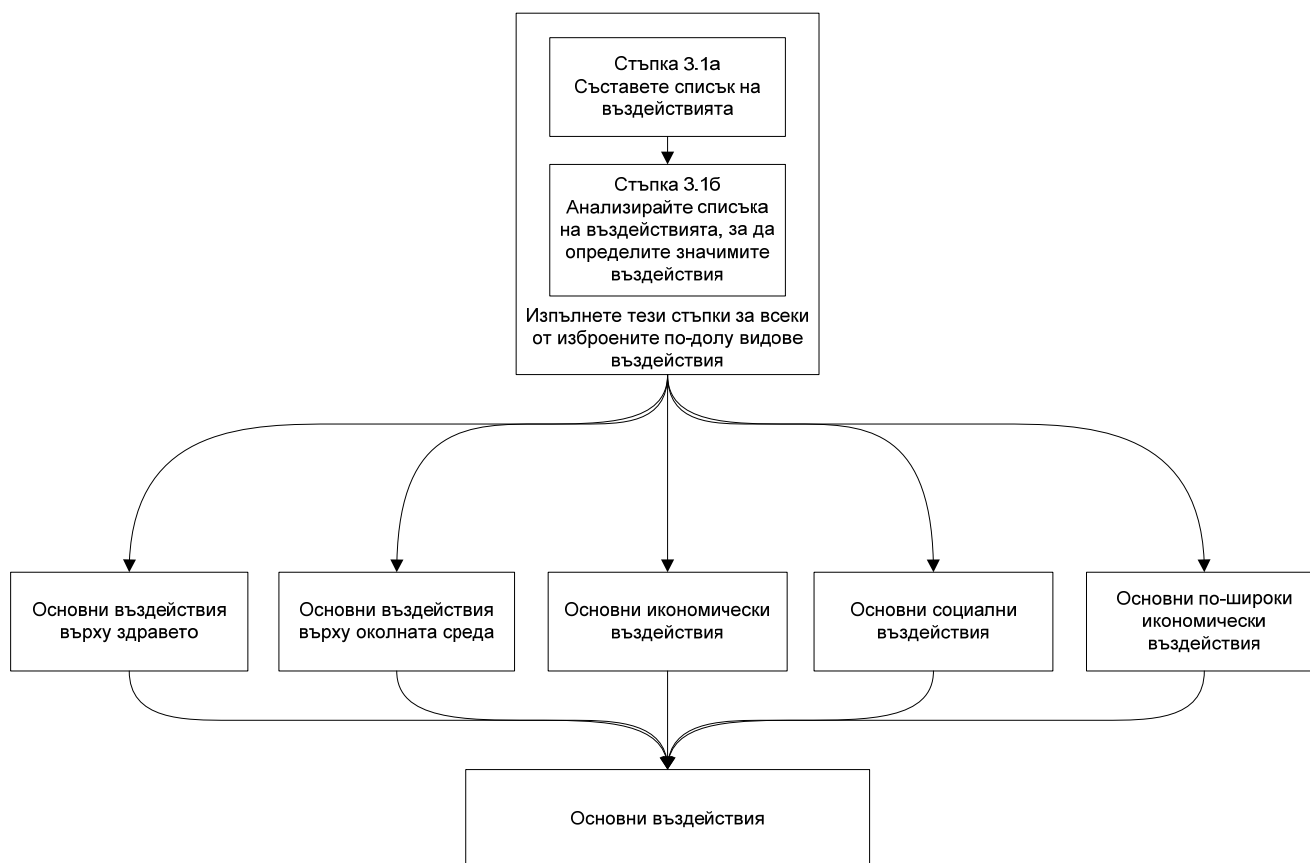 Стъпка 3.1а
Съставете списък на
въздействията
Стъпка 3.1б
Анализирайте списъка
на въздействията, за да
определите значимите
въздействия
Изпълнете тези стъпки за всеки
от изброените по-долу видове
въздействия
Основни въздействия
върху здравето
Основни въздействия
върху околната среда
Основни икономически
въздействия
Основни социални
въздействия
Основни по-широки
икономически
въздействия
Основни въздействия